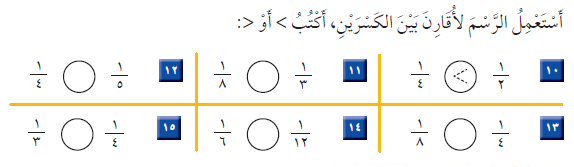 أَسْتَعْمِلُ الرَّسْمَ لأُقَارِنَ بَيْنَ الكَسْرَيْنِ، أَكْتُبُ > أَوْ <:
١٠ ١/٢ > ١/٤ ١١ ١/٣ ○ ١/٨ ١٢ ١/٥ ○ ١/٤
١٣ ١/٤ ○ ١/٨ ١٤ ١/١٢ ○ ١/٦ ١٥ ١/٤ ○ ١/٣